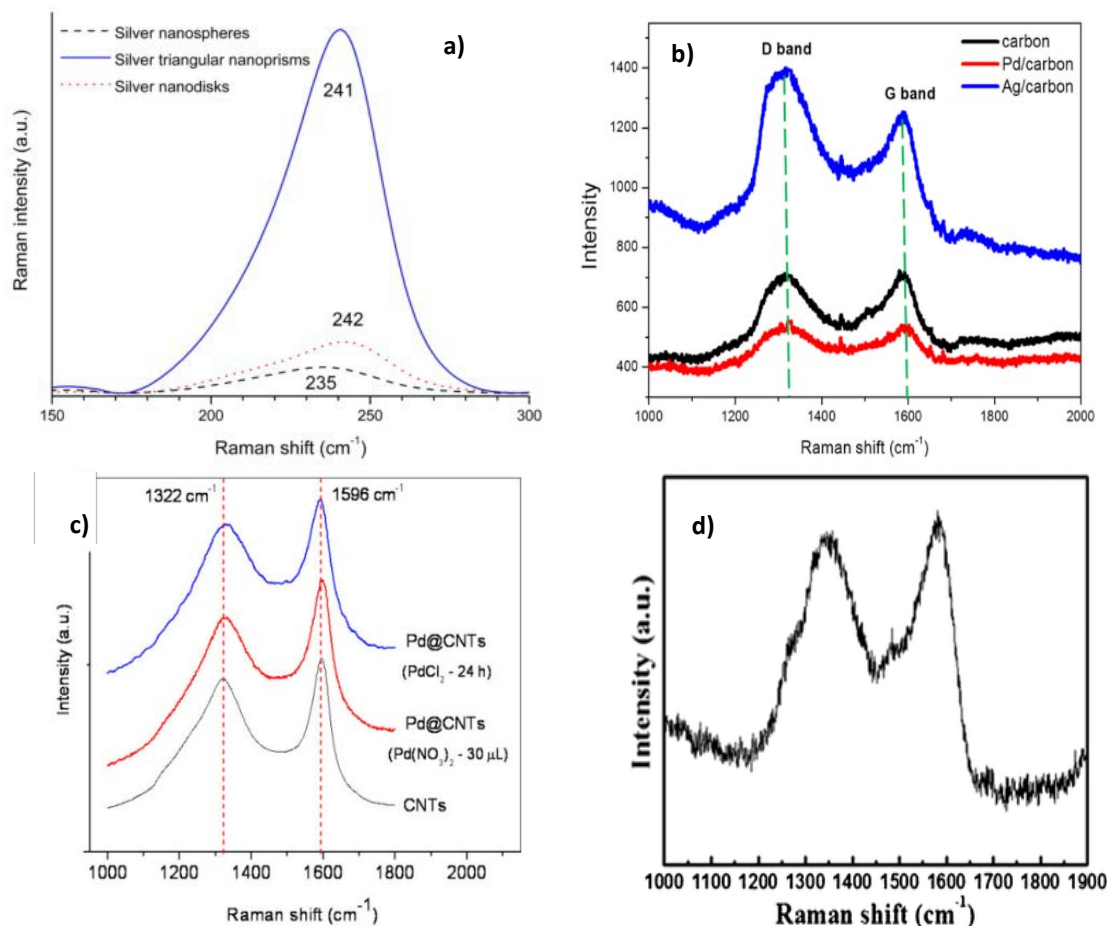 Silver nanospheres
Silver triangular nanoprisms
Silver nanodisks
a)
241
242
235
Raman intensity (a.u.)
150 200 250 300
Raman shift (cm⁻¹)
b)
D band
G band
carbon
Pd/carbon
Ag/carbon
Intensity
1400
1200
1000
800
600
400
1000 1200 1400 1600 1800 2000
Raman shift (cm⁻¹)
c)
1322 cm⁻¹
1596 cm⁻¹
Pd@CNTs
(PdCl₂ - 24 h)
Pd@CNTs
(Pd(NO₃)₂ - 30 µL)
CNTs
Intensity (a.u.)
1000 1200 1400 1600 1800 2000
Raman shift (cm⁻¹)
d)
Intensity (a.u.)
1000 1100 1200 1300 1400 1500 1600 1700 1800 1900
Raman shift (cm⁻¹)